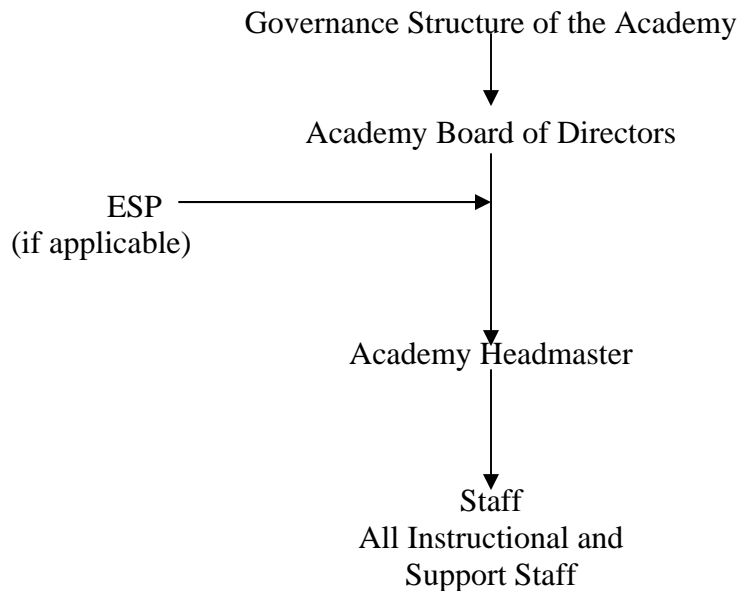 Governance Structure of the Academy
Academy Board of Directors
ESP
(if applicable)
Academy Headmaster
Staff
All Instructional and
Support Staff